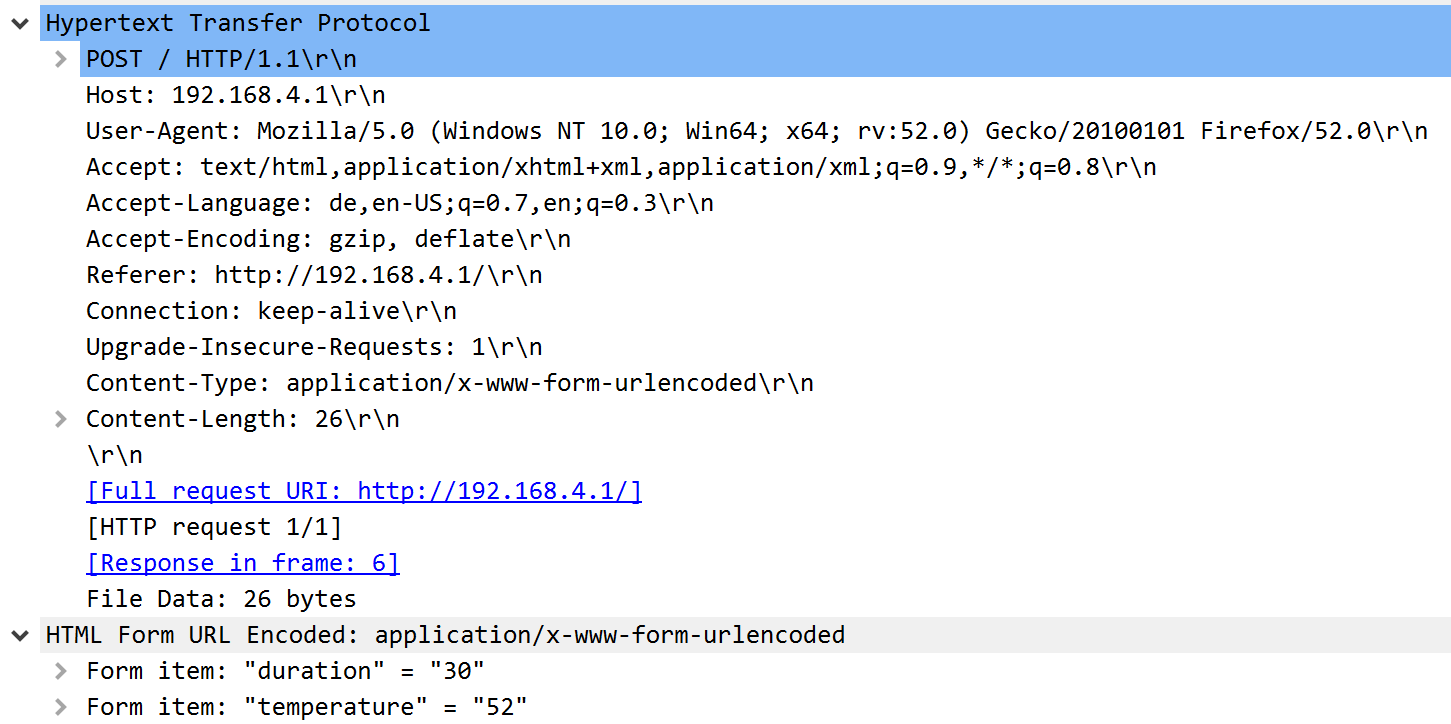 Hypertext Transfer Protocol
POST / HTTP/1.1\r\n
Host: 192.168.4.1\r\n
User-Agent: Mozilla/5.0 (Windows NT 10.0; Win64; x64; rv:52.0) Gecko/20100101 Firefox/52.0\r\n
Accept: text/html,application/xhtml+xml,application/xml;q=0.9,*/*;q=0.8\r\n
Accept-Language: de,en-US;q=0.7,en;q=0.3\r\n
Accept-Encoding: gzip, deflate\r\n
Referer: http://192.168.4.1/\r\n
Connection: keep-alive\r\n
Upgrade-Insecure-Requests: 1\r\n
Content-Type: application/x-www-form-urlencoded\r\n
Content-Length: 26\r\n
\r\n
[Full request URI: http://192.168.4.1/]
[HTTP request 1/1]
[Response in frame: 6]
File Data: 26 bytes
HTML Form URL Encoded: application/x-www-form-urlencoded
Form item: "duration" = "30"
Form item: "temperature" = "52"